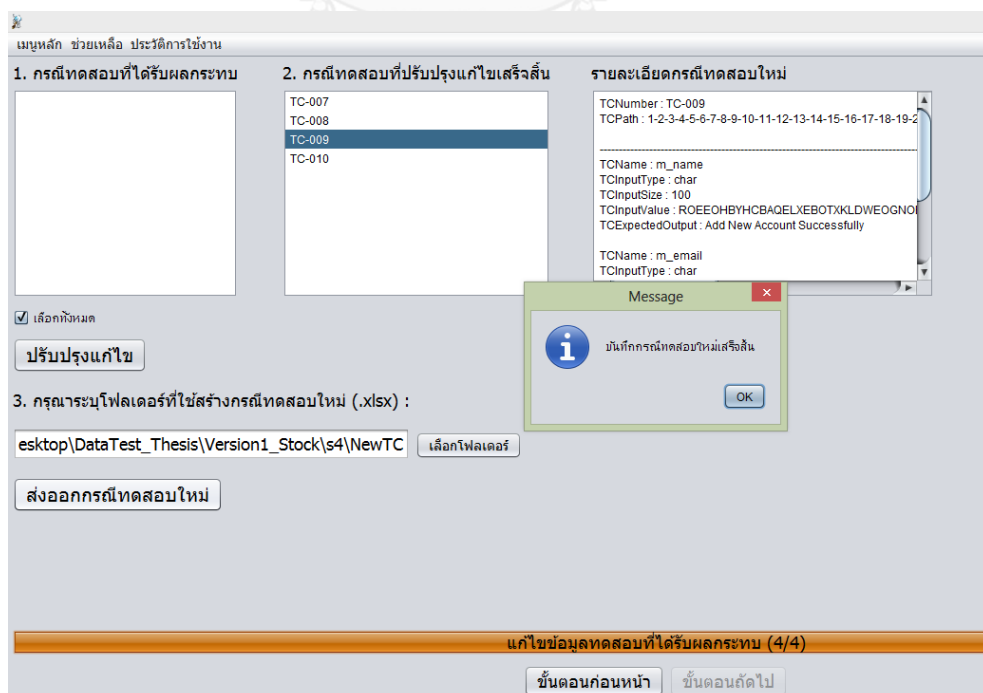 เมนูหลัก ช่วยเหลือ ประวัติการใช้งาน
1. กรณีทดสอบที่ได้รับผลกระทบ
2. กรณีทดสอบที่ปรับปรุงแก้ไขเสร็จสิ้น
รายละเอียดกรณีทดสอบใหม่
TC-007
TC-008
TC-009
TC-010
TCNumber : TC-009
TCPath : 1-2-3-4-5-6-7-8-9-10-11-12-13-14-15-16-17-18-19-2
TCName : m_name
TCInputType : char
TCInputSize : 100
TCInputValue : ROEEOHBYHCBAQELXEBOTXKLDWEOGNO
TCExpectedOutput : Add New Account Successfully
TCName : m_email
TCInputType : char
เลือกทั้งหมด
ปรับปรุงแก้ไข
Message
บันทึกกรณีทดสอบใหม่เสร็จสิ้น
OK
3. กรุณาระบุโฟลเดอร์ที่ใช้สร้างกรณีทดสอบใหม่ (.xlsx) :
esktop\DataTest_Thesis\Version1_Stock\s4\NewTC
เลือกโฟลเดอร์
ส่งออกกรณีทดสอบใหม่
แก้ไขข้อมูลทดสอบที่ได้รับผลกระทบ (4/4)
ขั้นตอนก่อนหน้า
ขั้นตอนถัดไป